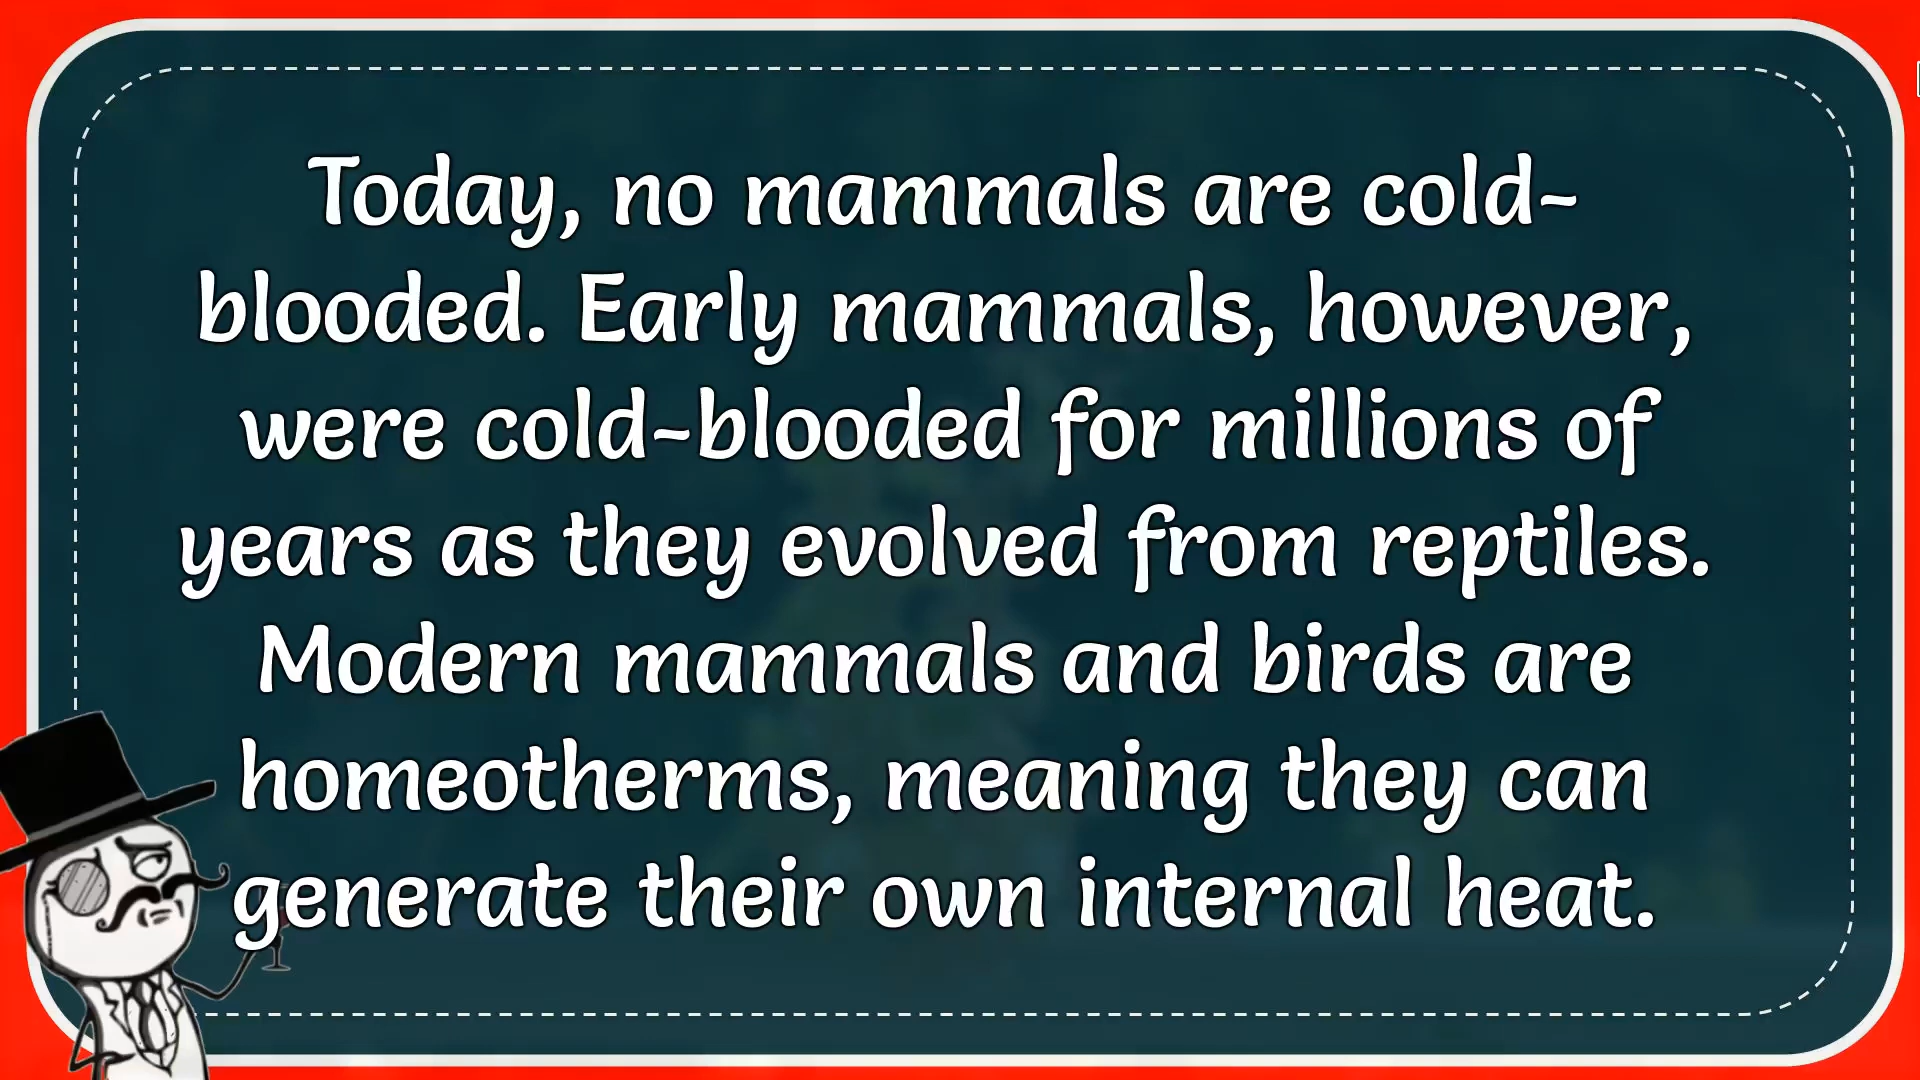 Today, no mammals are cold-
blooded. Early mammals, however,
were cold-blooded for millions of
years as they evolved from reptiles.
Modern mammals and birds are
homeotherms, meaning they can
generate their own internal heat.